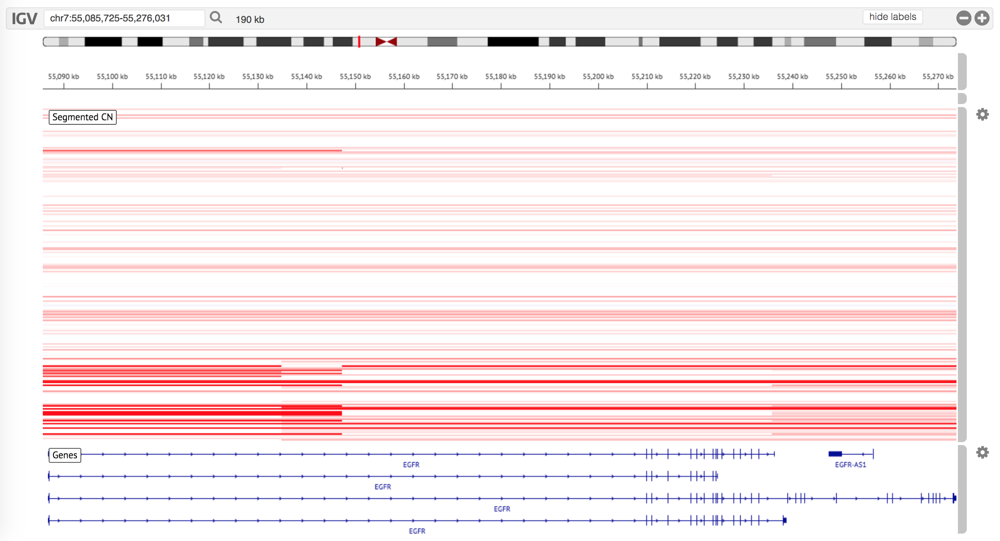 IGV chr7:55,085,725-55,276,031 190 kb hide labels
55,090 kb 55,100 kb 55,110 kb 55,120 kb 55,130 kb 55,140 kb 55,150 kb 55,160 kb 55,170 kb 55,180 kb 55,190 kb 55,200 kb 55,210 kb 55,220 kb 55,230 kb 55,240 kb 55,250 kb 55,260 kb 55,270 kb
Segmented CN
Genes
EGFR EGFR-AS1
EGFR
EGFR
EGFR